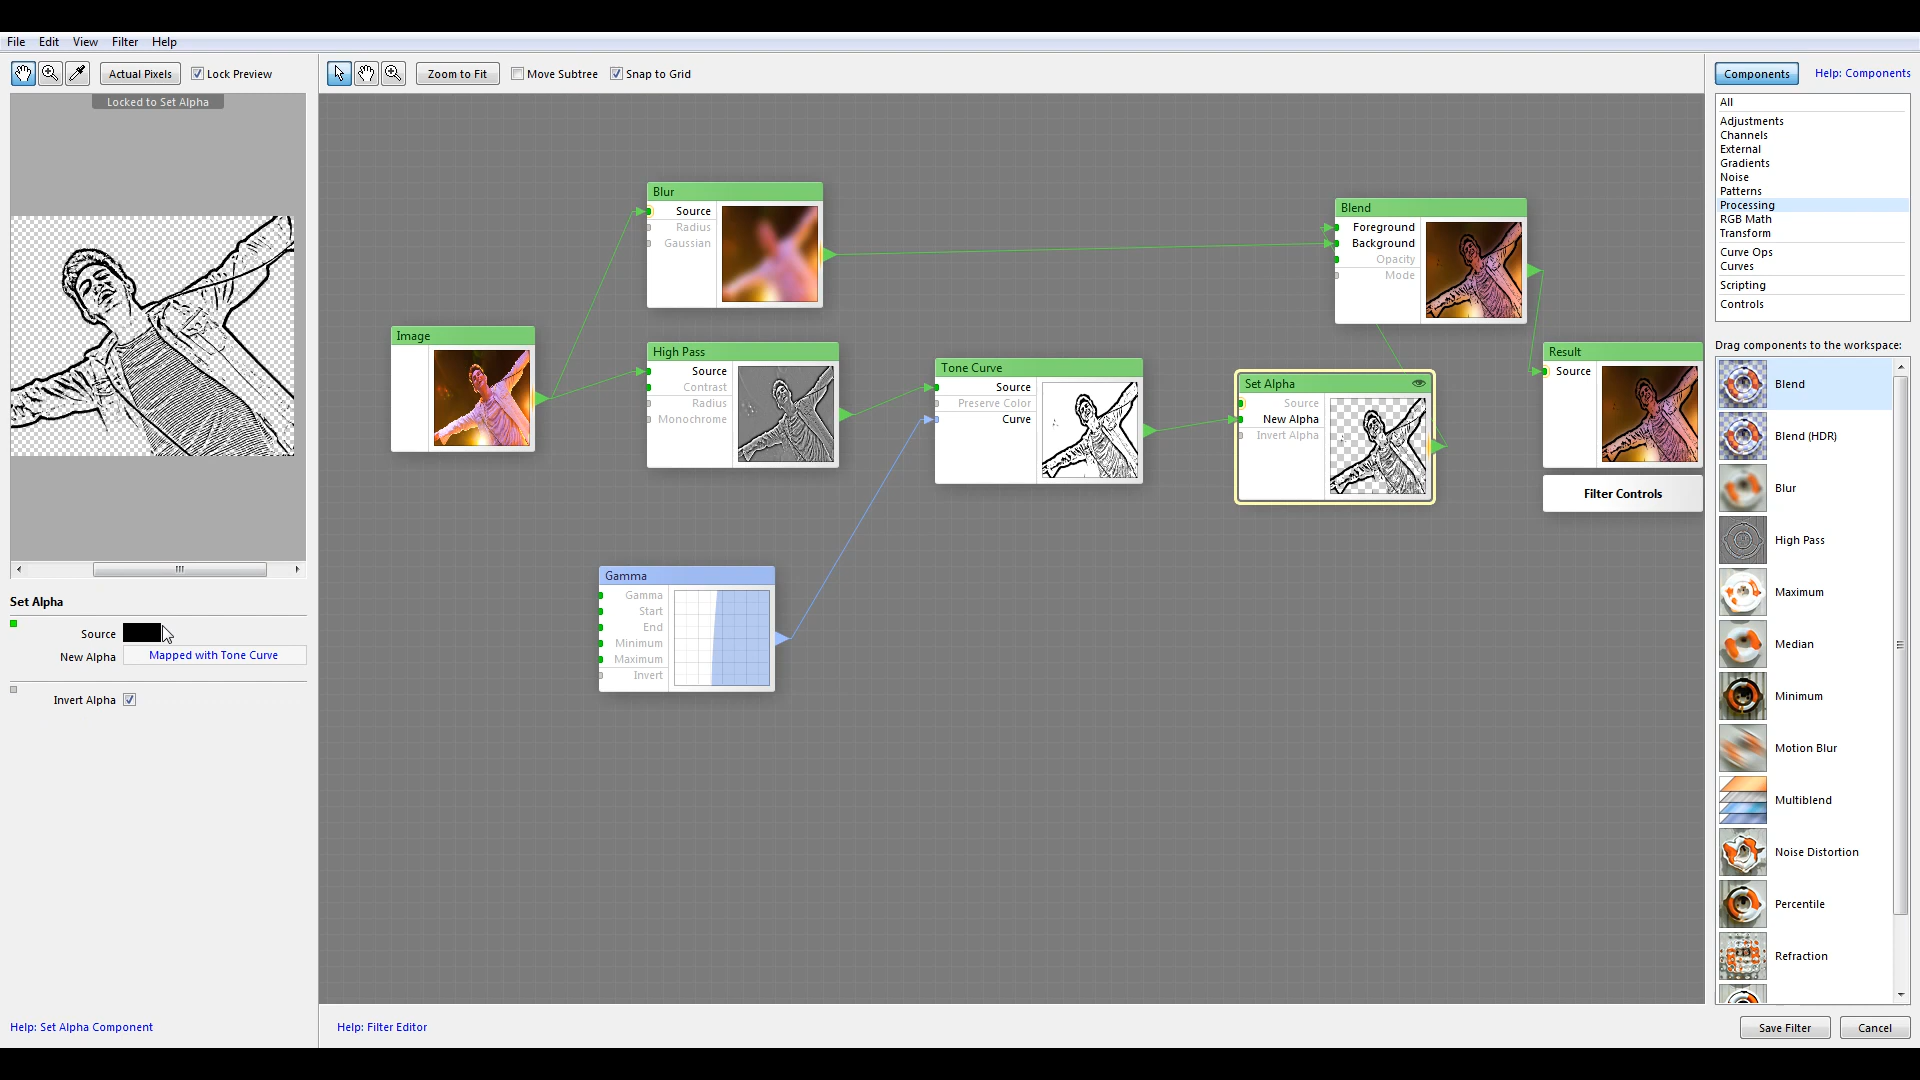 File Edit View Filter Help
Actual Pixels Lock Preview
Zoom to Fit Move Subtree Snap to Grid
Components Help: Components
Locked to Set Alpha
Set Alpha
Source
New Alpha Mapped with Tone Curve
Invert Alpha
Help: Set Alpha Component
Image
Blur
Source
Radius
Gaussian
High Pass
Source
Contrast
Radius
Monochrome
Gamma
Gamma
Start
End
Minimum
Maximum
Invert
Tone Curve
Source
Preserve Color
Curve
Set Alpha
Source
New Alpha
Invert Alpha
Blend
Foreground
Background
Opacity
Mode
Result
Source
Filter Controls
Help: Filter Editor
All
Adjustments
Channels
External
Gradients
Noise
Patterns
Processing
RGB Math
Transform
Curve Ops
Curves
Scripting
Controls
Drag components to the workspace:
Blend
Blend (HDR)
Blur
High Pass
Maximum
Median
Minimum
Motion Blur
Multiblend
Noise Distortion
Percentile
Refraction
Save Filter Cancel